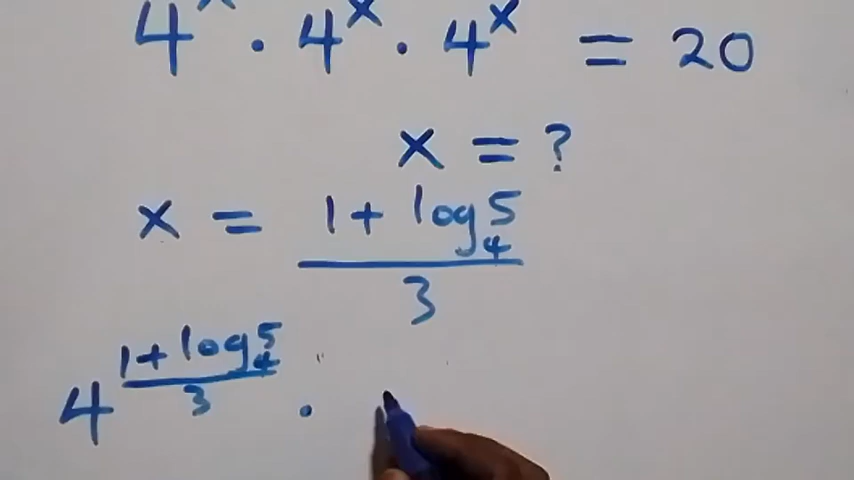 4^x · 4^x · 4^x = 20
x = ?
x = (1 + log₄5)/3
4^((1 + log₄5)/3) ·